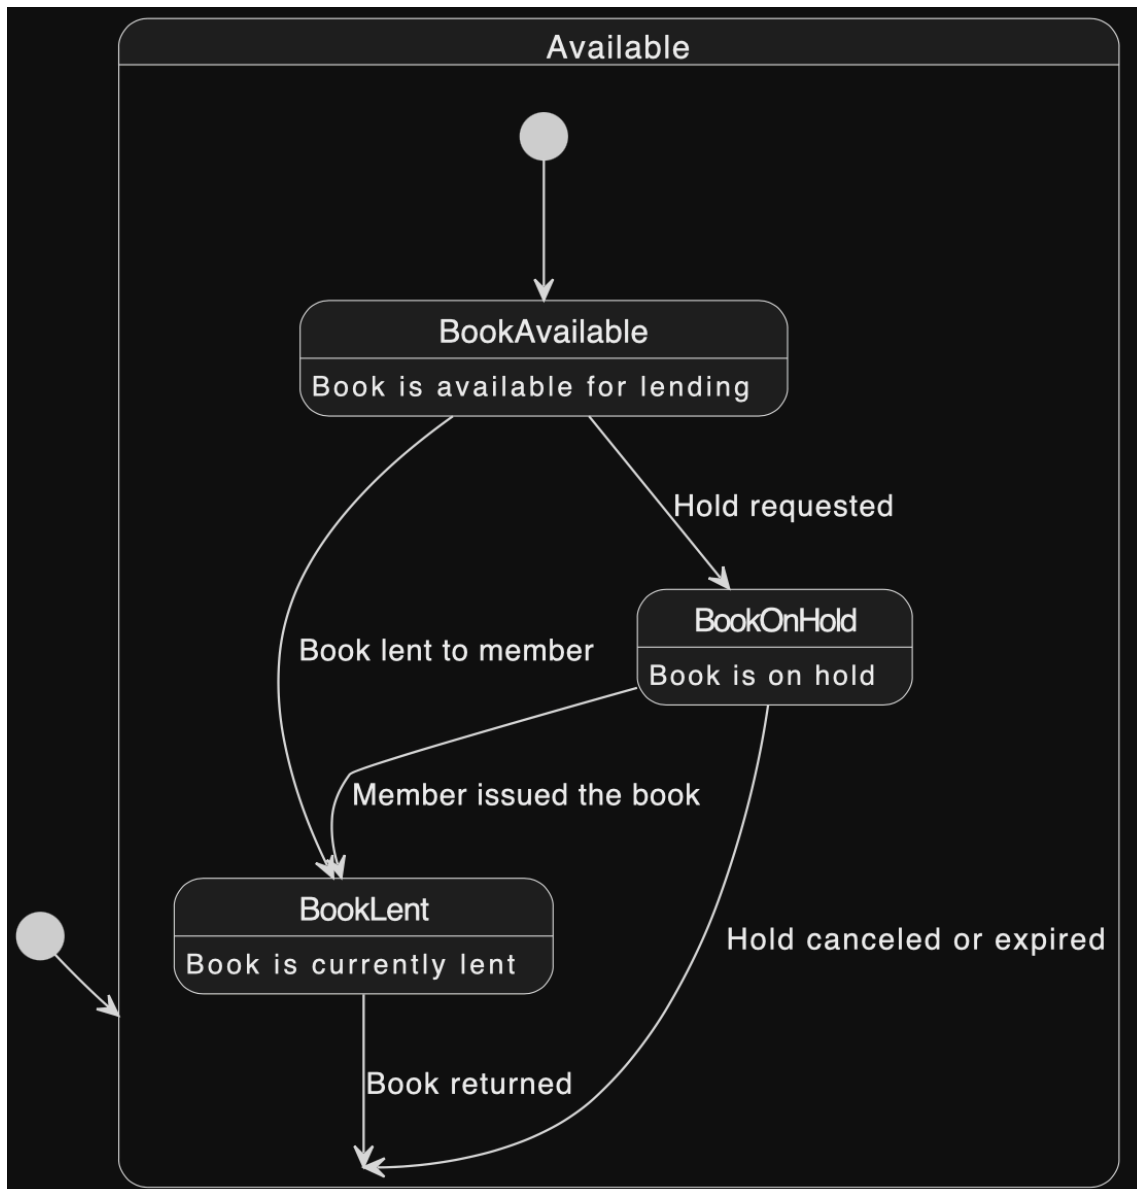 Available
BookAvailable
Book is available for lending
Hold requested
BookOnHold
Book lent to member
Book is on hold
Member issued the book
BookLent
Hold canceled or expired
Book is currently lent
Book returned